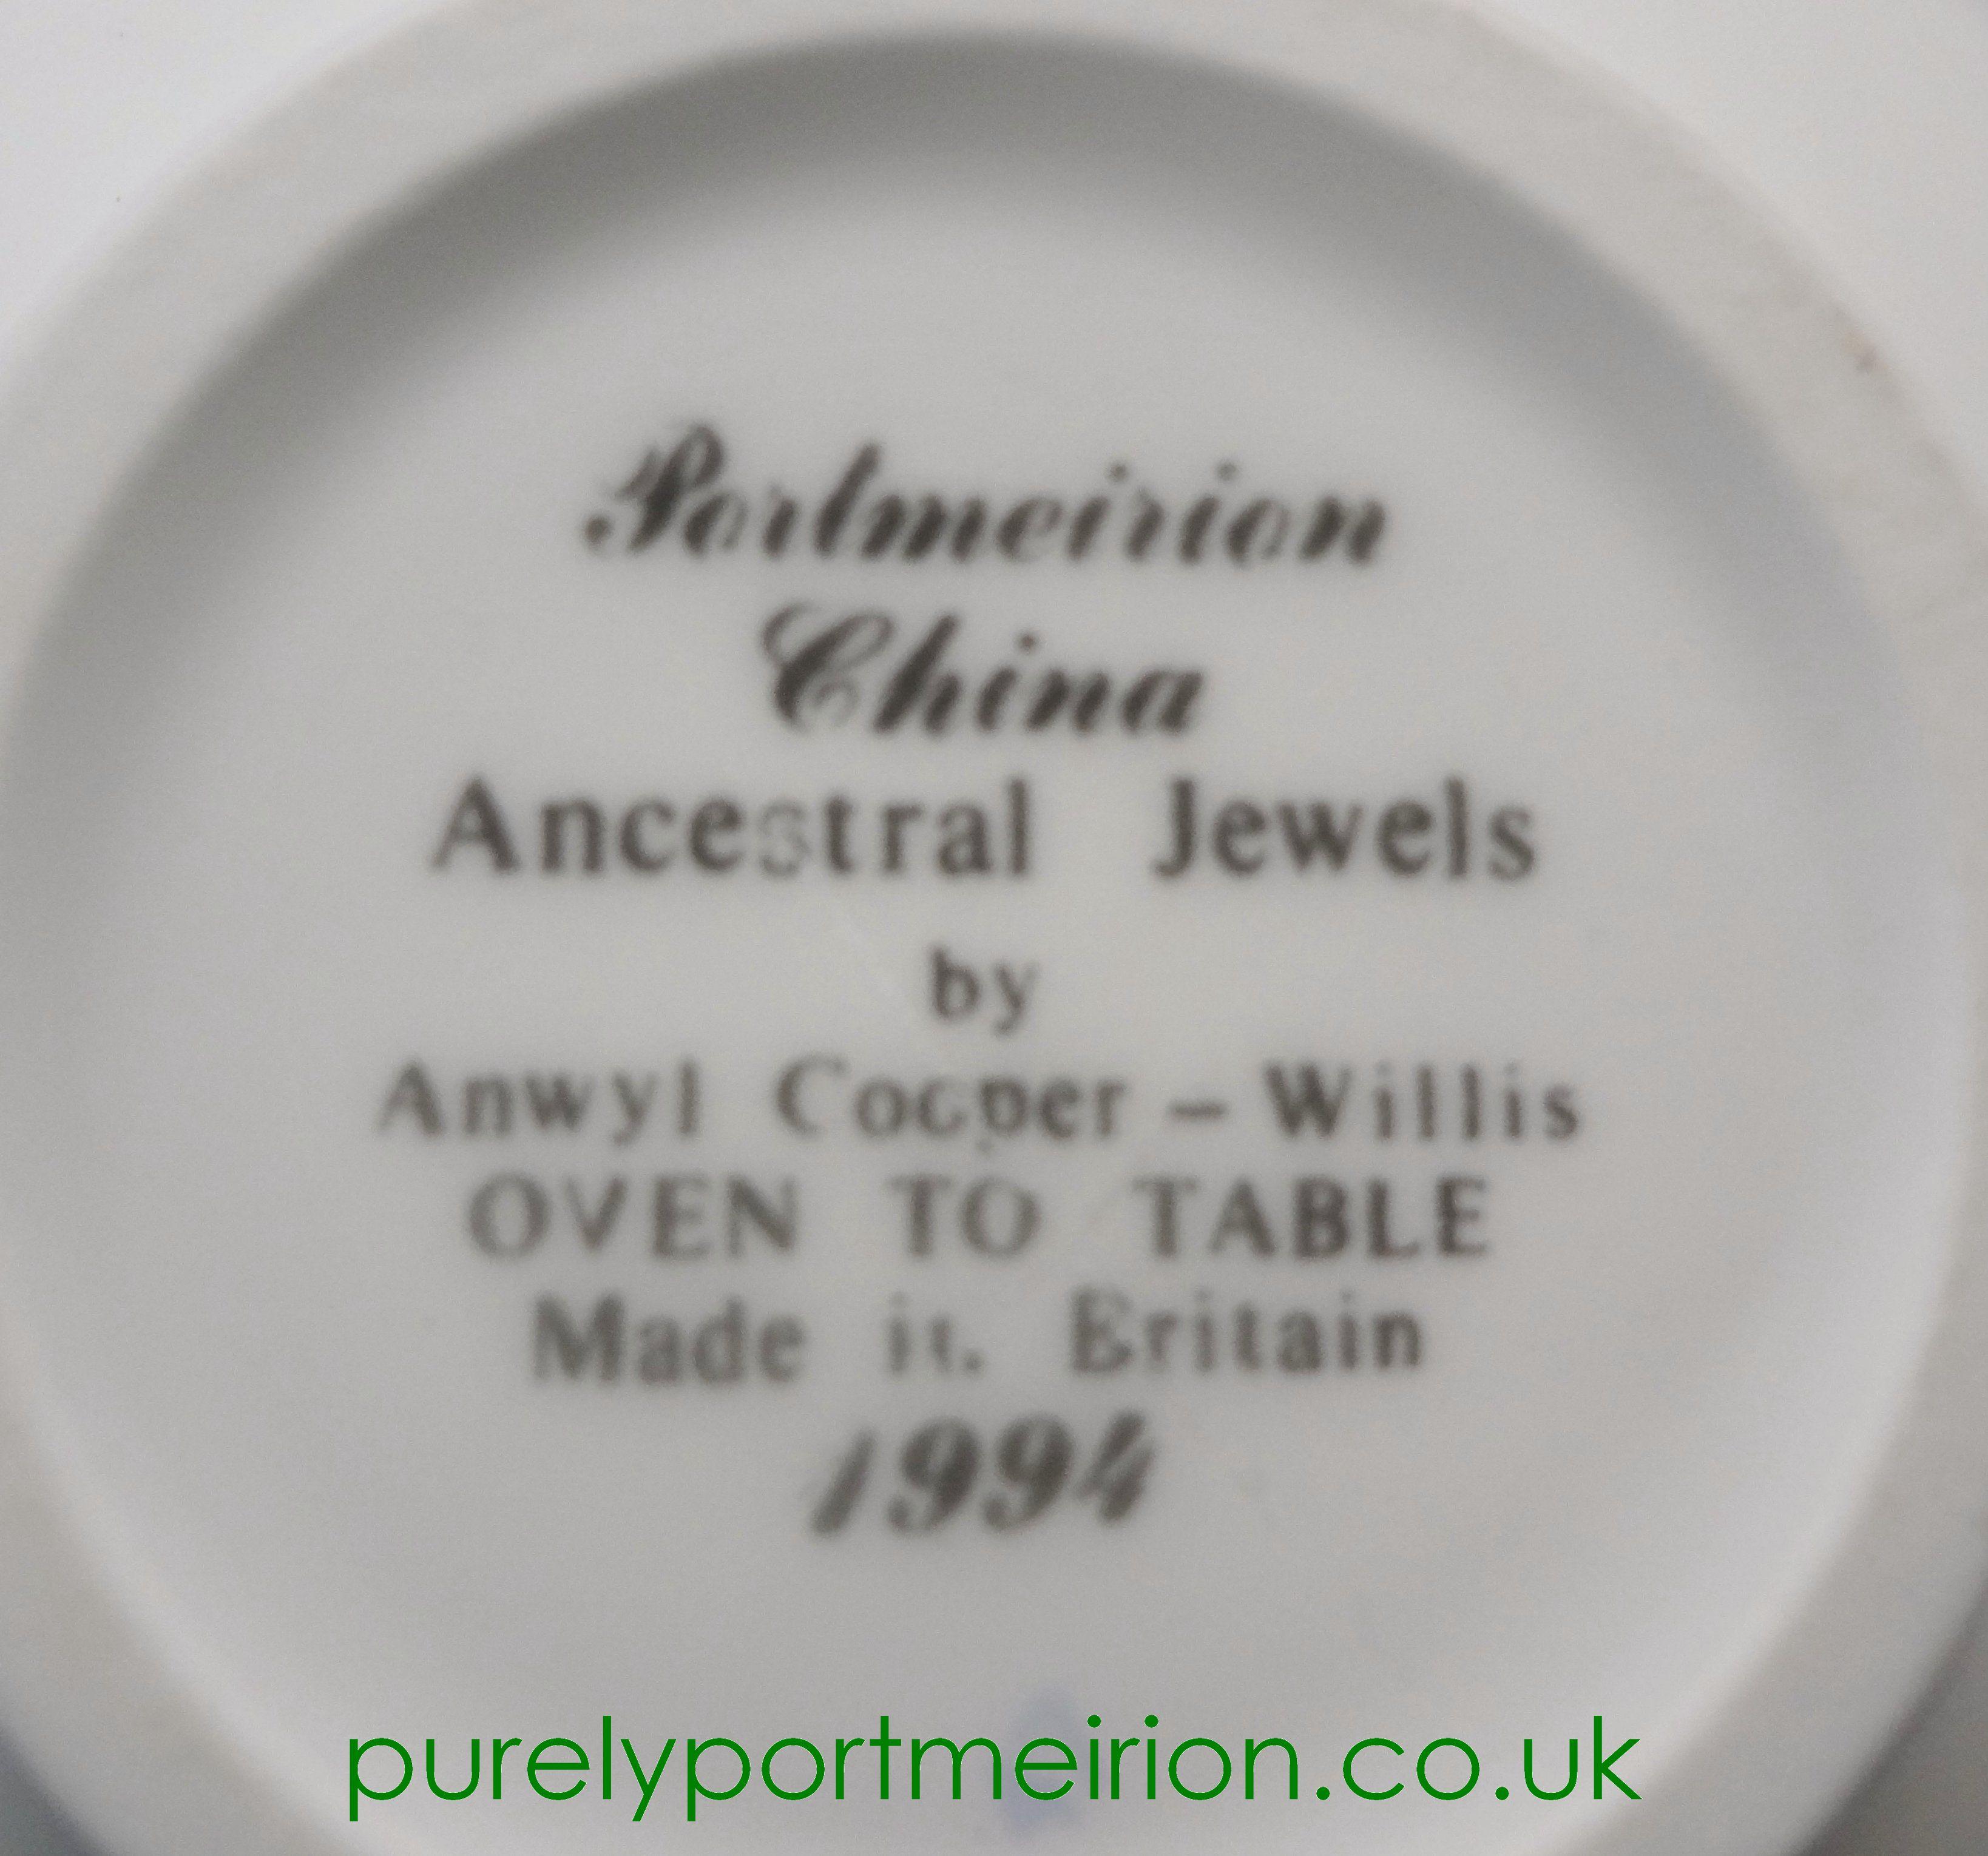 Portmeirion
China
Ancestral Jewels
by
Anwyl Cooper – Willis
OVEN TO TABLE
Made in Britain
1994
purelyportmeirion.co.uk